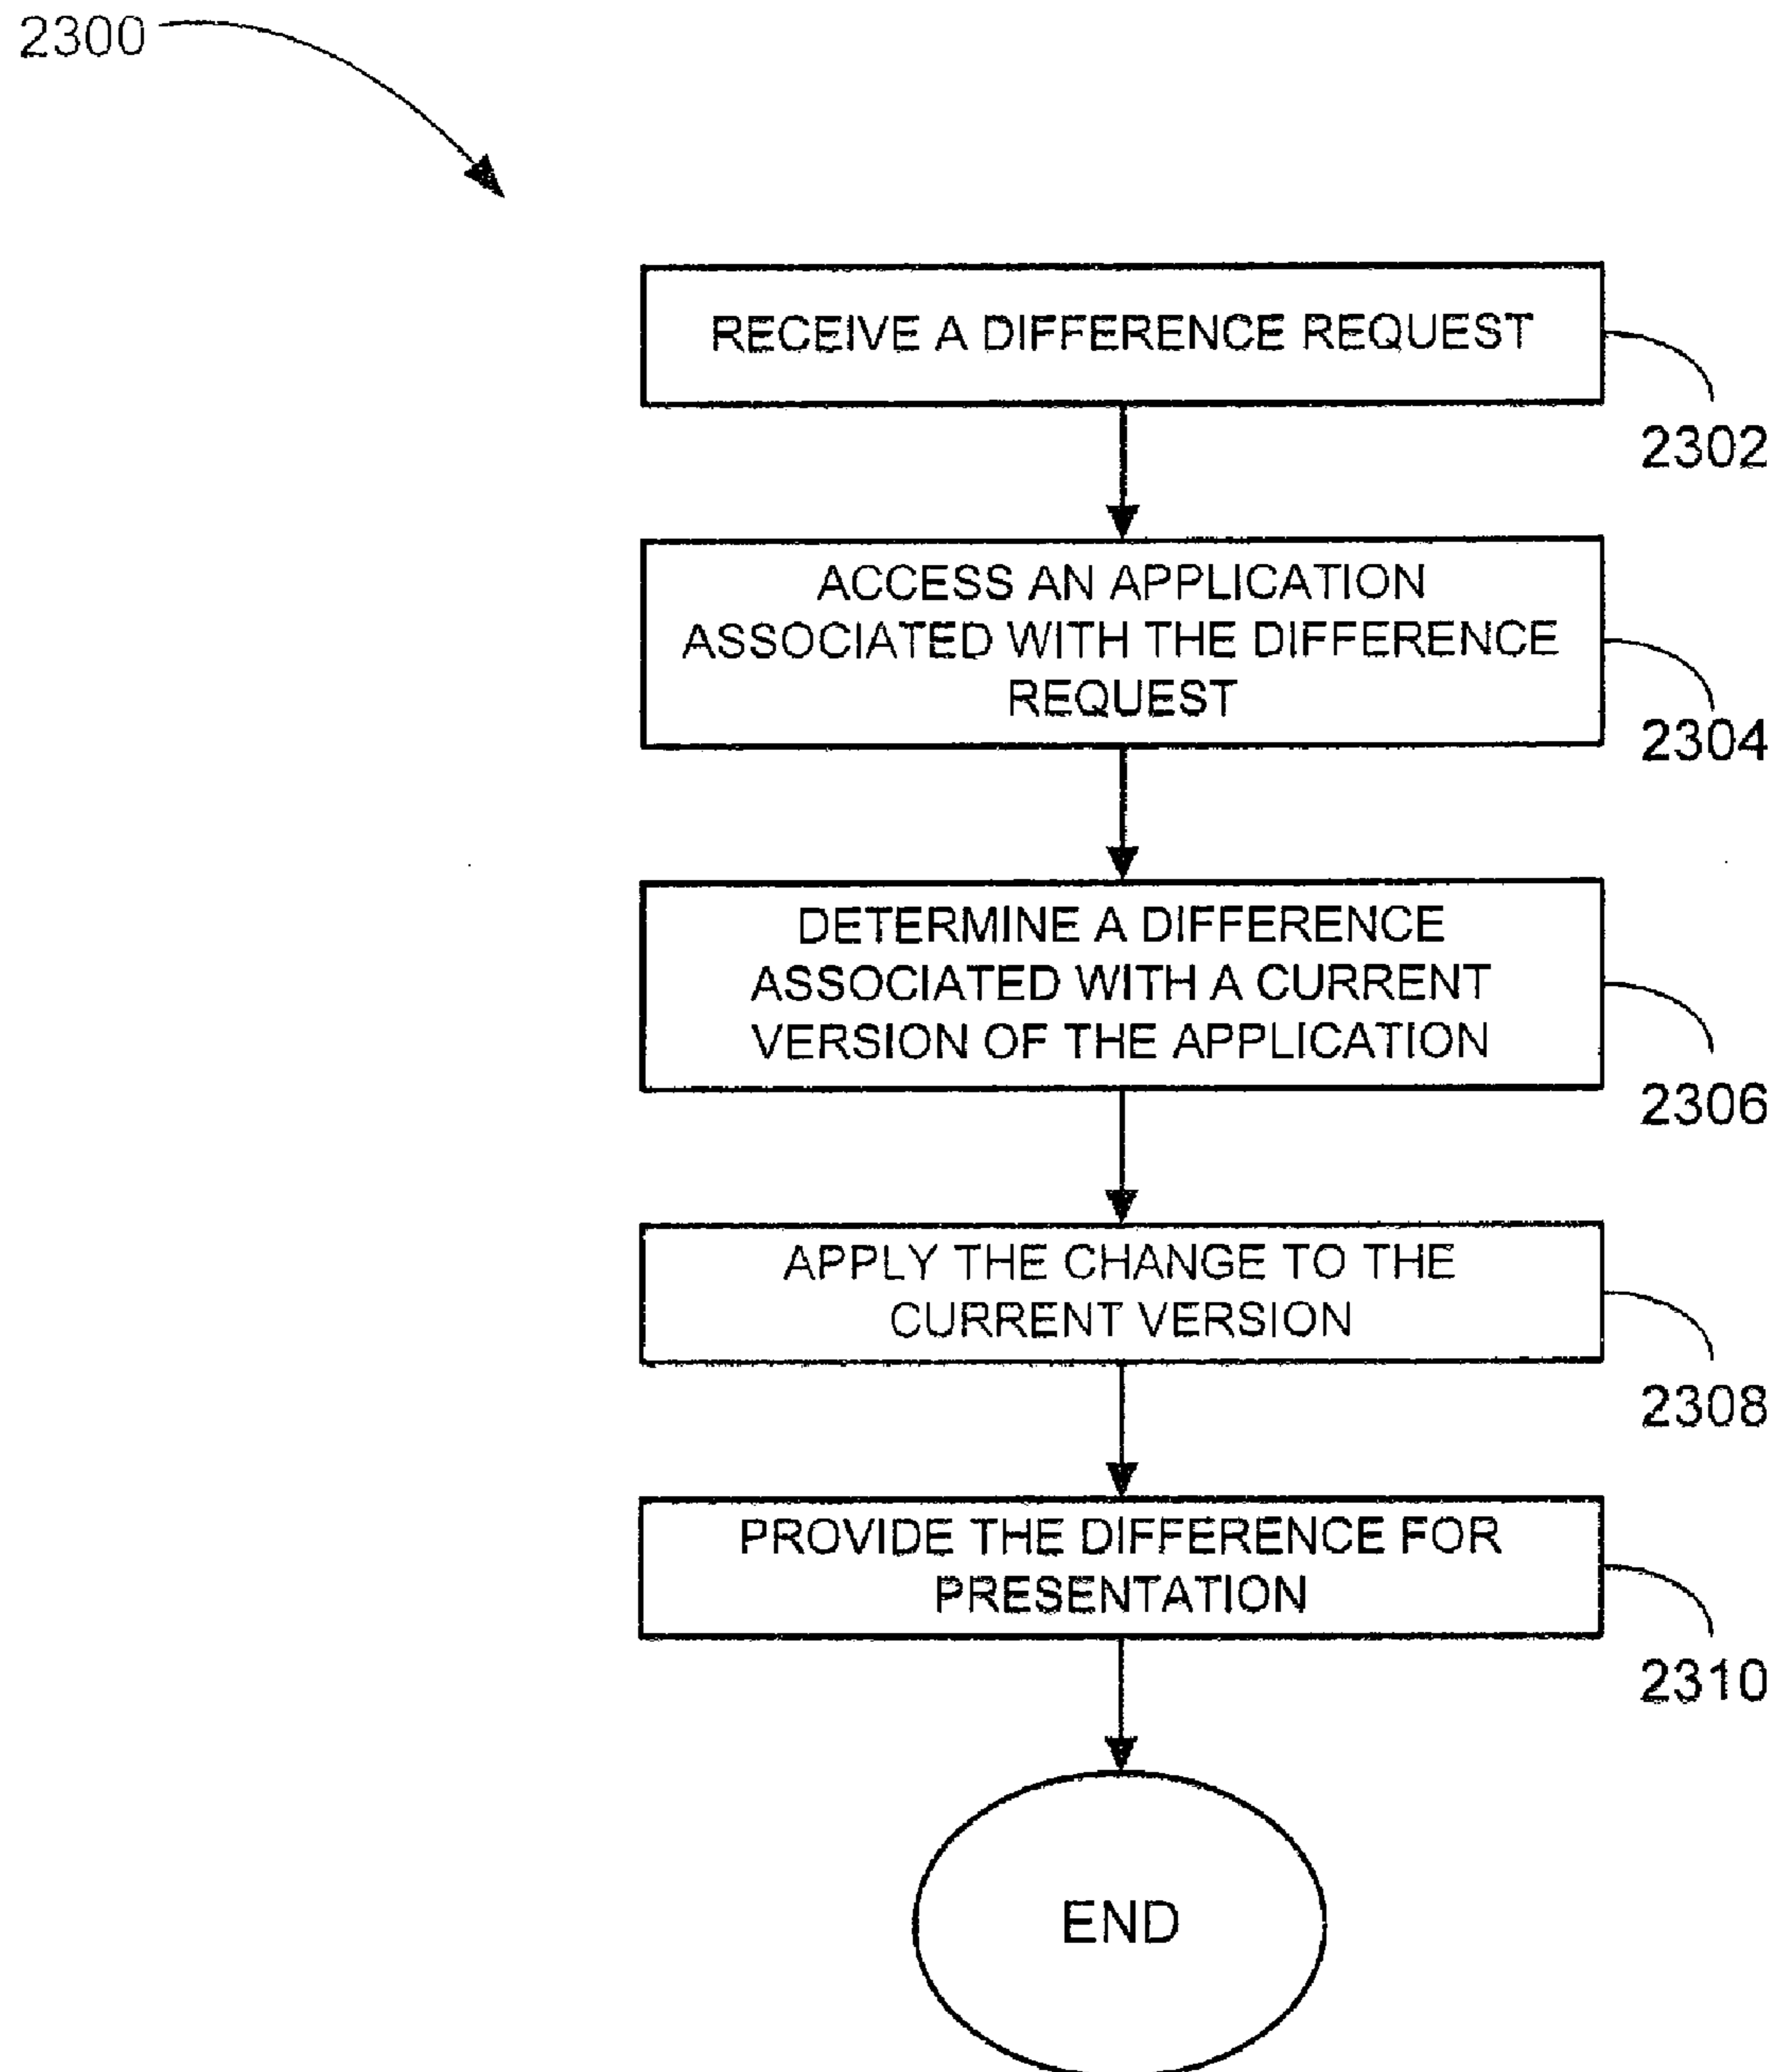 2300
RECEIVE A DIFFERENCE REQUEST
2302
ACCESS AN APPLICATION
ASSOCIATED WITH THE DIFFERENCE
REQUEST
2304
DETERMINE A DIFFERENCE
ASSOCIATED WITH A CURRENT
VERSION OF THE APPLICATION
2306
APPLY THE CHANGE TO THE
CURRENT VERSION
2308
PROVIDE THE DIFFERENCE FOR
PRESENTATION
2310
END